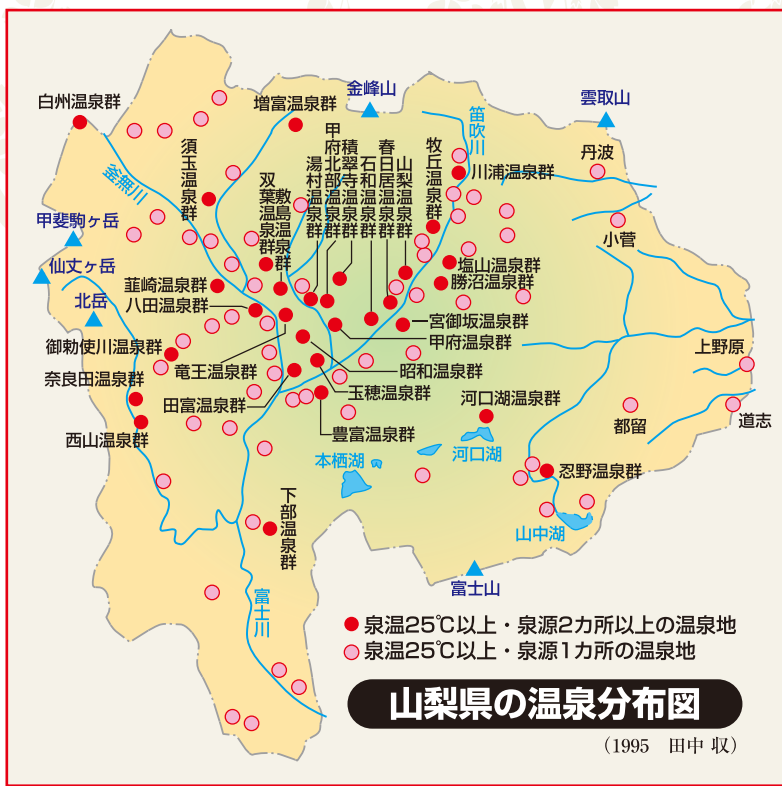 白州温泉群
増富温泉群
金峰山
雲取山
笛吹川
丹波
川浦温泉群
牧丘温泉群
山梨温泉群
春日居温泉群
石和温泉群
積翠寺温泉群
甲府北部温泉群
湯村温泉群
敷島温泉群
双葉温泉群
須玉温泉群
釜無川
甲斐駒ヶ岳
仙丈ヶ岳
北岳
小菅
塩山温泉群
勝沼温泉群
韮崎温泉群
八田温泉群
宮御坂温泉群
甲府温泉群
御勅使川温泉群
竜王温泉群
昭和温泉群
上野原
奈良田温泉群
玉穂温泉群
田富温泉群
河口湖温泉群
道志
都留
西山温泉群
豊富温泉群
本栖湖
河口湖
忍野温泉群
下部温泉群
山中湖
富士山
富士川
泉温25℃以上・泉源2カ所以上の温泉地
泉温25℃以上・泉源1カ所の温泉地
山梨県の温泉分布図
（1995　田中 収）